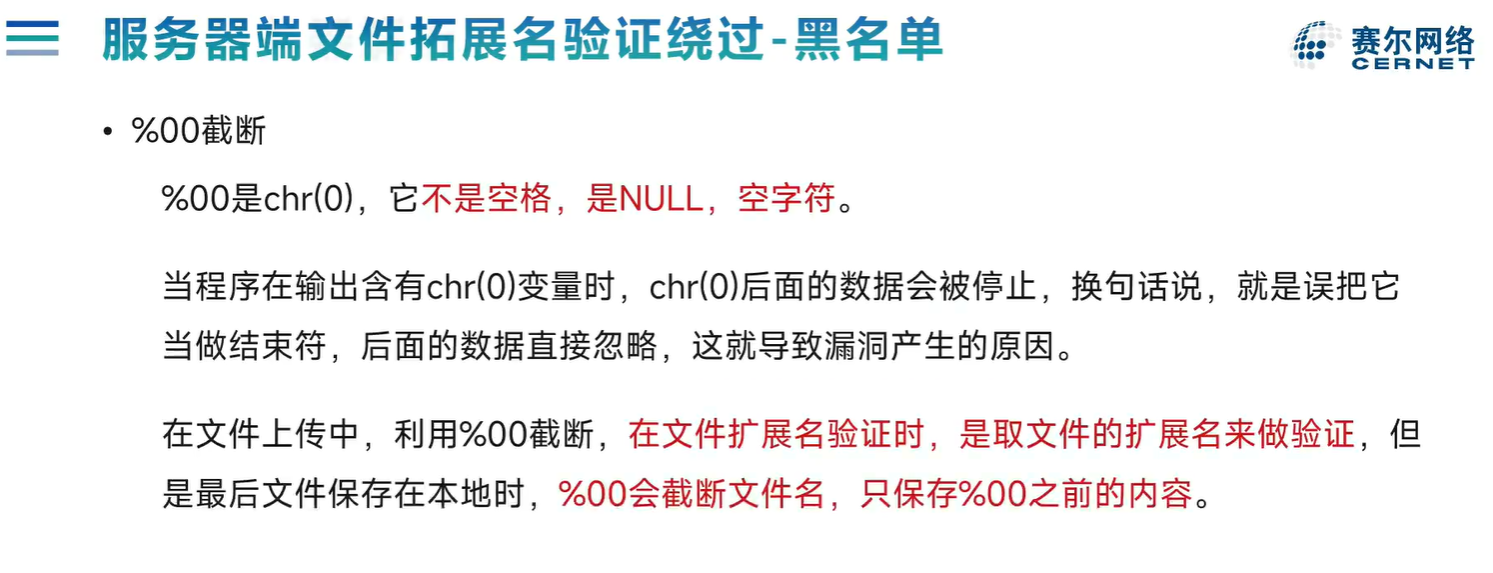 服务器端文件拓展名验证绕过-黑名单
赛尔网络
CERNET
• %00截断
%00是chr(0)，它不是空格，是NULL，空字符。
当程序在输出含有chr(0)变量时，chr(0)后面的数据会被停止，换句话说，就是误把它
当做结束符，后面的数据直接忽略，这就导致漏洞产生的原因。
在文件上传中，利用%00截断，在文件扩展名验证时，是取文件的扩展名来做验证，但
是最后文件保存在本地时，%00会截断文件名，只保存%00之前的内容。